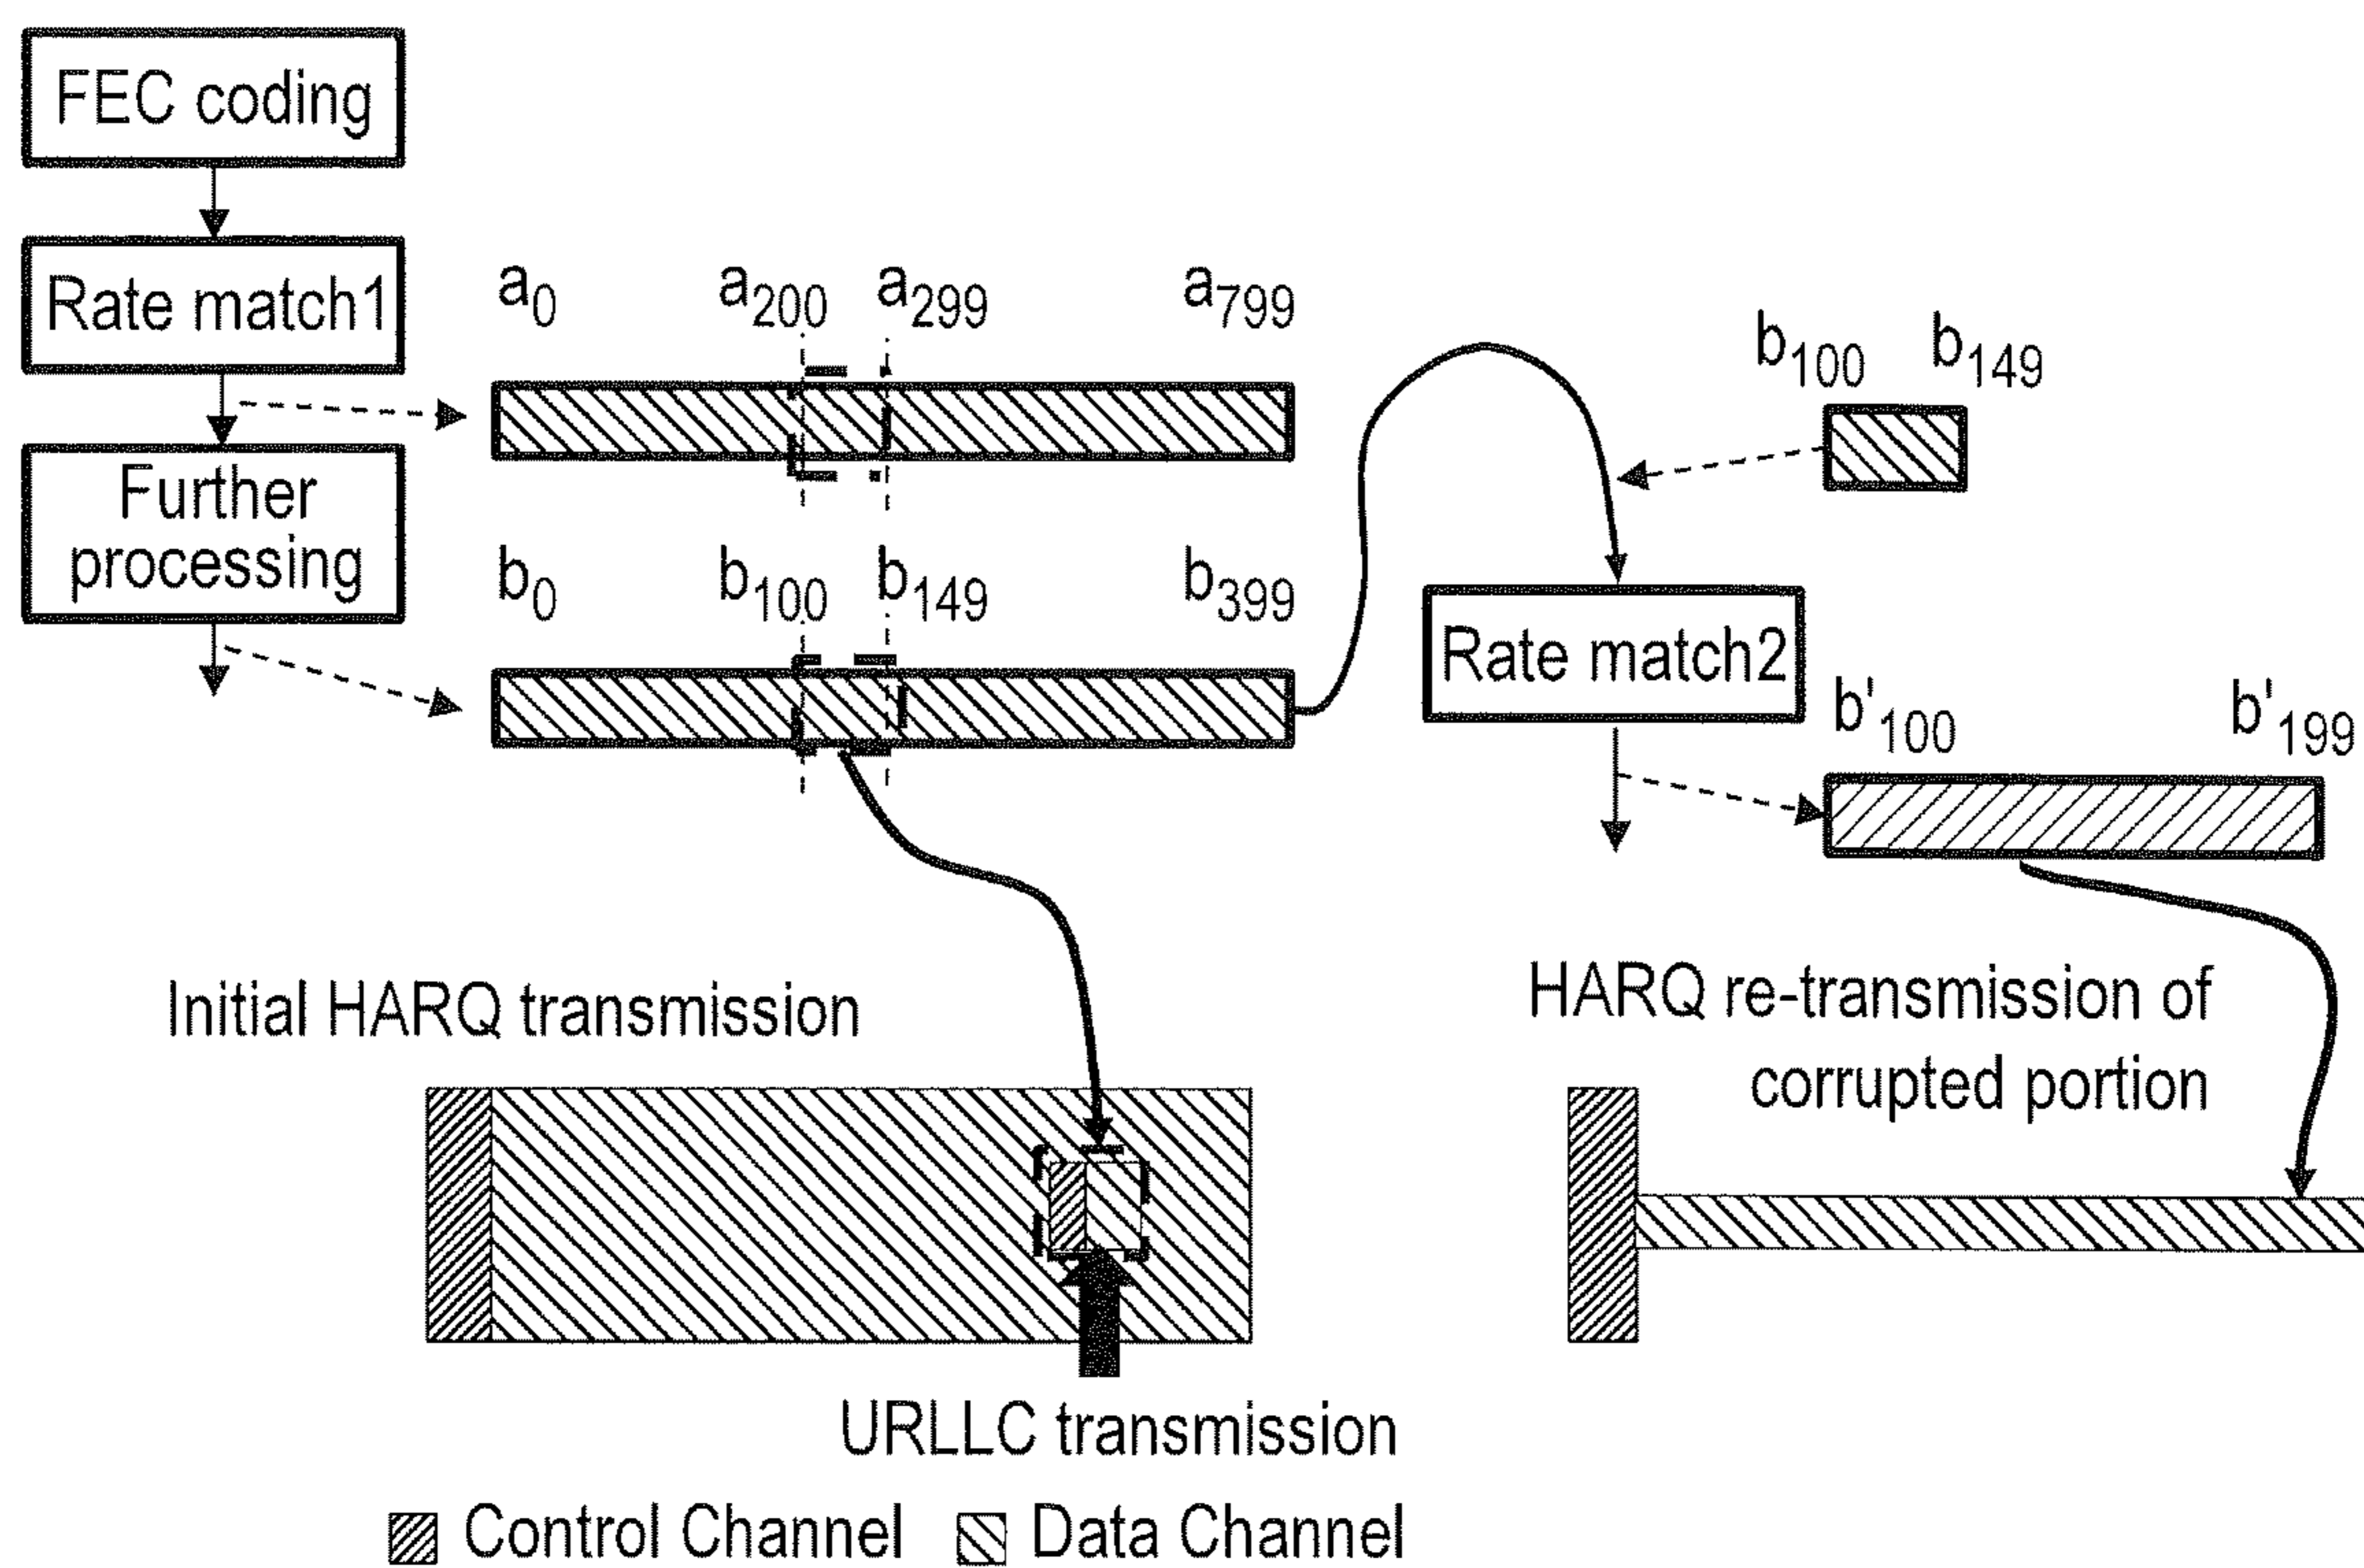 FEC coding
Rate match1
Further
processing
a0 a200 a299 a799
b0 b100 b149 b399
b100 b149
Rate match2
b'100 b'199
Initial HARQ transmission
HARQ re-transmission of
corrupted portion
URLLC transmission
Control Channel Data Channel